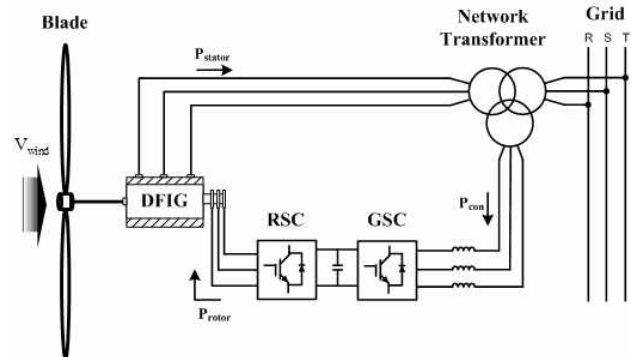 Blade
Network
Transformer
Grid
R S T
P_stator
V_wind
DFIG
RSC
GSC
P_con
P_rotor